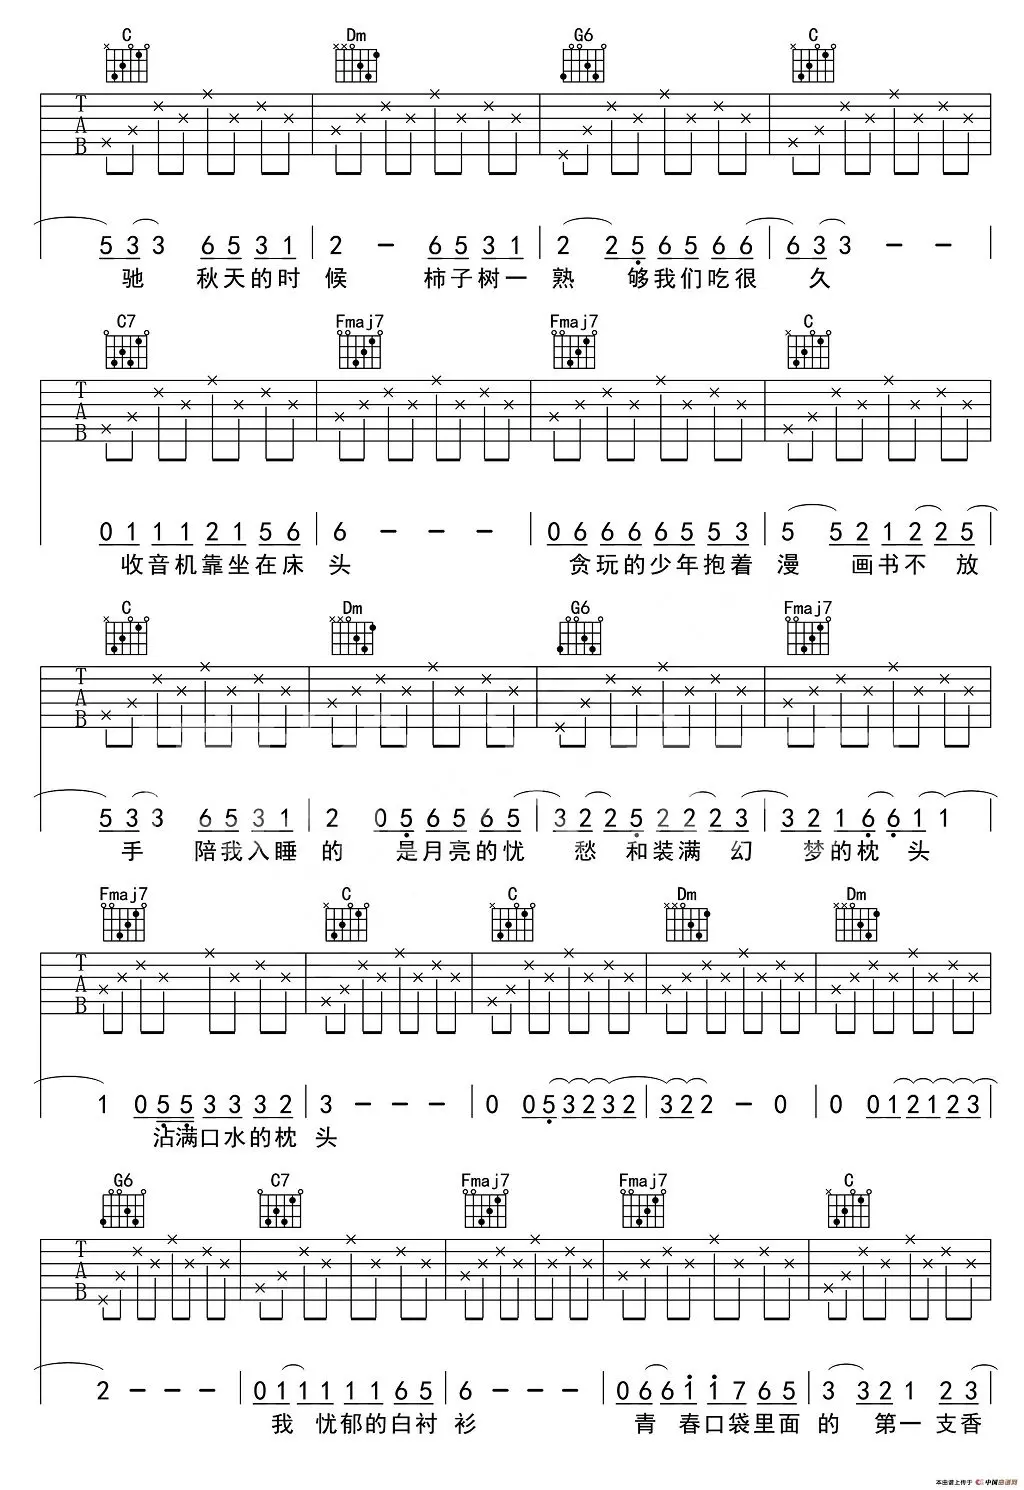 C Dm G6 C
T A B
5 3 3 6 5 3 1 2 - 6 5 3 1 2 2 5 6 5 6 6 6 3 3 - -
驰 秋天的时 候 柿子树一 熟 够我们吃很 久
C7 Fmaj7 Fmaj7 C
T A B
0 1 1 1 2 1 5 6 6 - - - 0 6 6 6 6 5 5 3 5 5 2 1 2 2 5
收音机靠坐在床 头 贪玩的少年抱着 漫 画书不 放
C Dm G6 Fmaj7
T A B
5 3 3 6 5 3 1 2 0 5 6 5 6 5 3 2 2 5 2 2 2 3 3 2 1 6 6 1 1
手 陪我入睡 的 是月亮的忧 愁 和装满 幻 梦的枕 头
Fmaj7 C C Dm Dm
T A B
1 0 5 5 3 3 3 2 3 - - - 0 0 5 3 2 3 2 3 2 2 - 0 0 0 1 2 1 2 3
沾满口水的枕 头
G6 C7 Fmaj7 Fmaj7 C
T A B
2 - - - 0 1 1 1 1 1 6 5 6 - - - 0 6 6 1 1 7 6 5 3 3 2 1 2 3
我 忧郁的白衬 衫 青 春口袋里面 的 第一 支香
本曲谱上传于 中国曲谱网